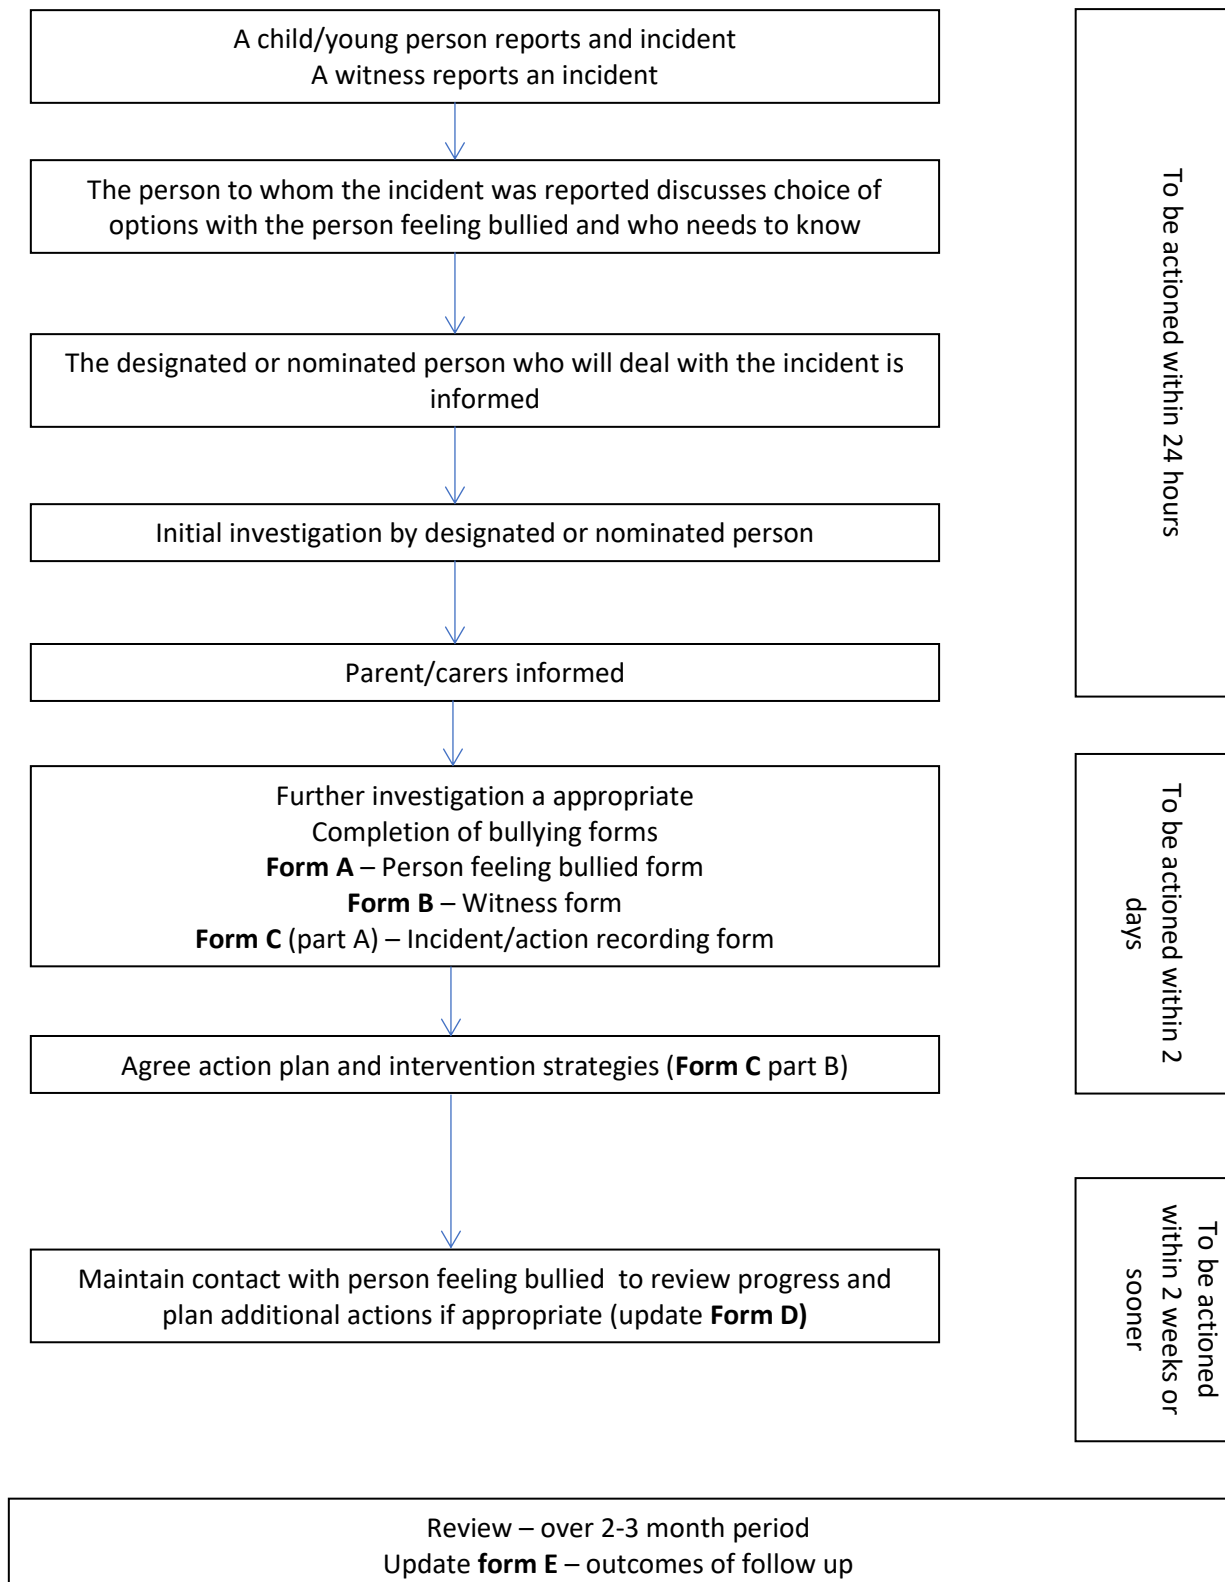 A child/young person reports and incident
A witness reports an incident
The person to whom the incident was reported discusses choice of
options with the person feeling bullied and who needs to know
The designated or nominated person who will deal with the incident is
informed
Initial investigation by designated or nominated person
Parent/carers informed
To be actioned within 24 hours
Further investigation a appropriate
Completion of bullying forms
Form A – Person feeling bullied form
Form B – Witness form
Form C (part A) – Incident/action recording form
Agree action plan and intervention strategies (Form C part B)
To be actioned within 2
days
Maintain contact with person feeling bullied  to review progress and
plan additional actions if appropriate (update Form D)
To be actioned
within 2 weeks or
sooner
Review – over 2-3 month period
Update form E – outcomes of follow up